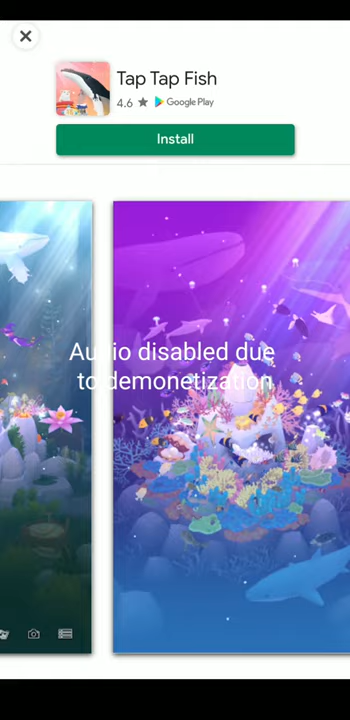 Tap Tap Fish
4.6 ★ Google Play
Install
Audio disabled due
to demonetization